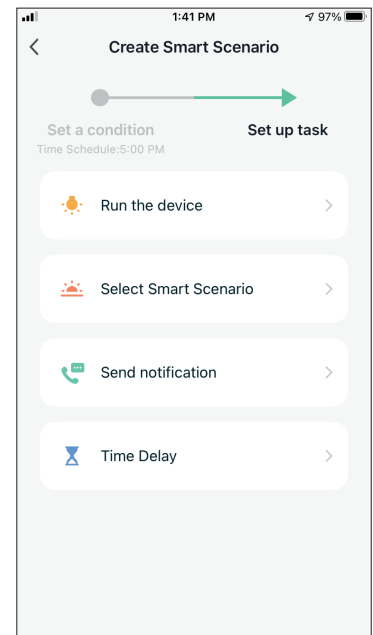 1:41 PM
97%
Create Smart Scenario
Set a condition
Set up task
Time Schedule:5:00 PM
Run the device
Select Smart Scenario
Send notification
Time Delay